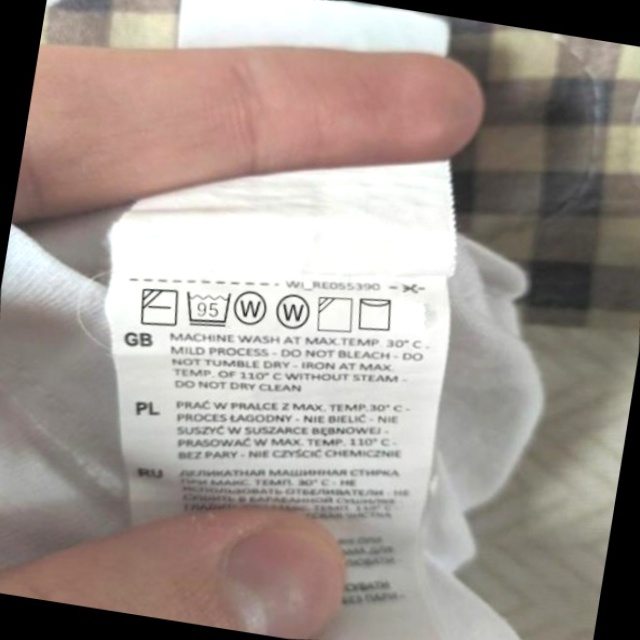 WI_RE055390
95 W W
GB MACHINE WASH AT MAX.TEMP. 30° C -
MILD PROCESS - DO NOT BLEACH - DO
NOT TUMBLE DRY - IRON AT MAX.
TEMP. OF 110° C WITHOUT STEAM -
DO NOT DRY CLEAN
PL PRAĆ W PRALCE Z MAX. TEMP.30° C -
PROCES ŁAGODNY - NIE BIELIĆ - NIE
SUSZYĆ W SUSZARCE BĘBNOWEJ -
PRASOWAĆ W MAX. TEMP. 110° C -
BEZ PARY - NIE CZYŚCIĆ CHEMICZNIE
RU ДЕЛИКАТНАЯ МАШИННАЯ СТИРКА
ПРИ МАКС. ТЕМП. 30° С - НЕ
ИСПОЛЬЗОВАТЬ ОТБЕЛИВАТЕЛИ - НЕ